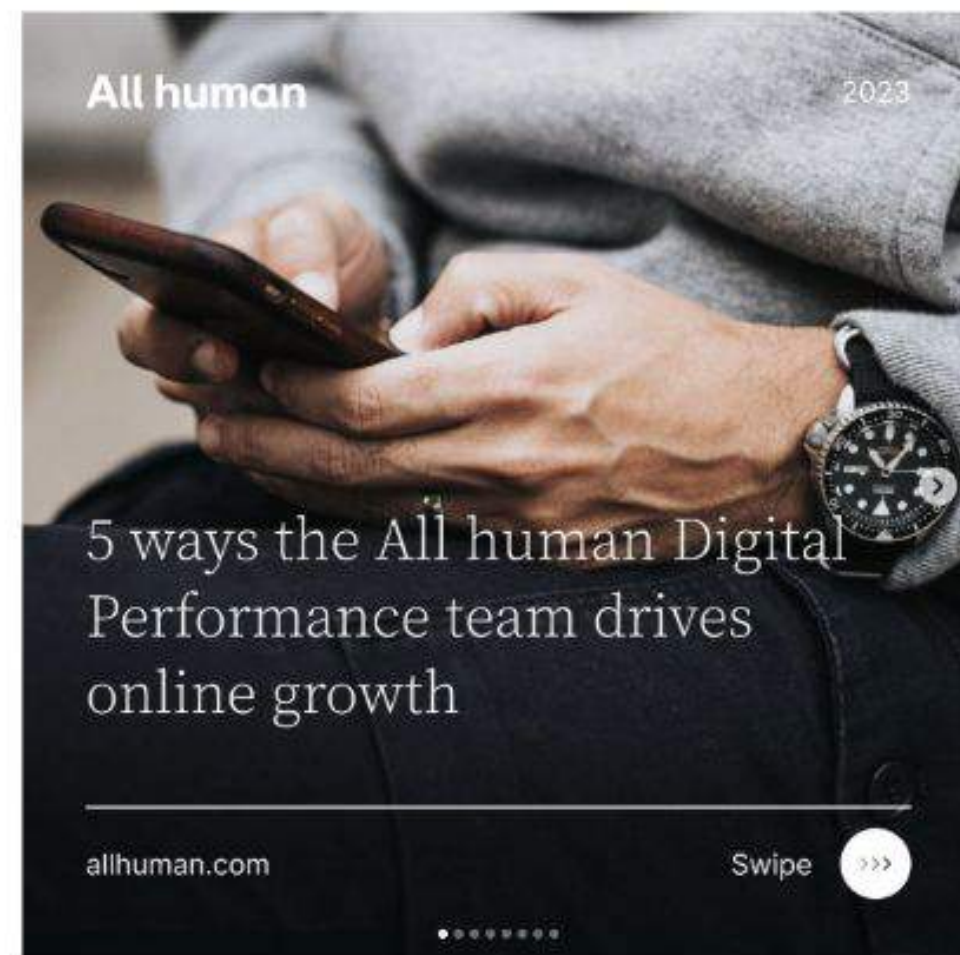 All human
2023
5 ways the All human Digital
Performance team drives
online growth
allhuman.com
Swipe